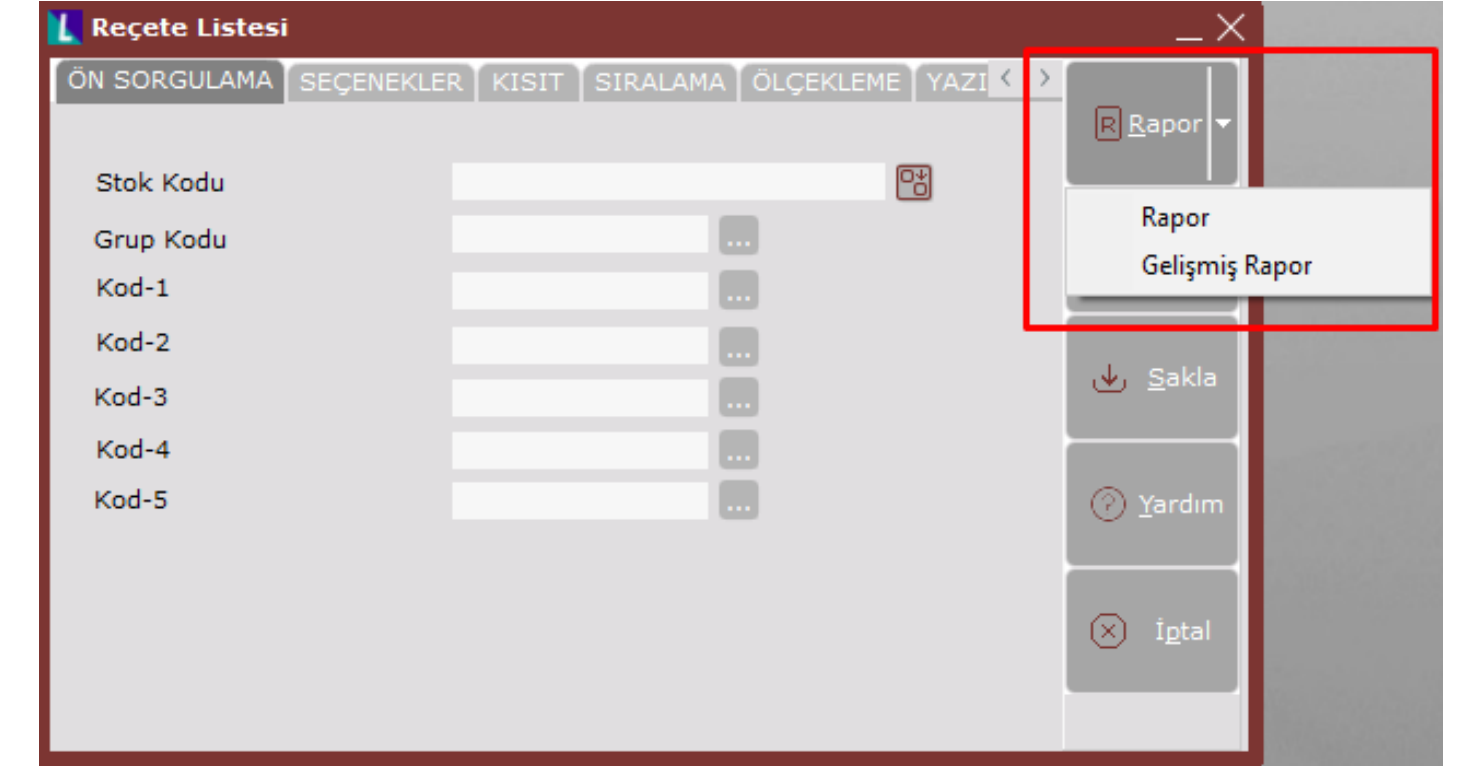 Reçete Listesi
ÖN SORGULAMA SEÇENEKLER KISIT SIRALAMA ÖLÇEKLEME YAZI
Rapor
Rapor
Gelişmiş Rapor
Stok Kodu
Grup Kodu ...
Kod-1 ...
Kod-2 ...
Kod-3 ...
Kod-4 ...
Kod-5 ...
Sakla
Yardım
İptal